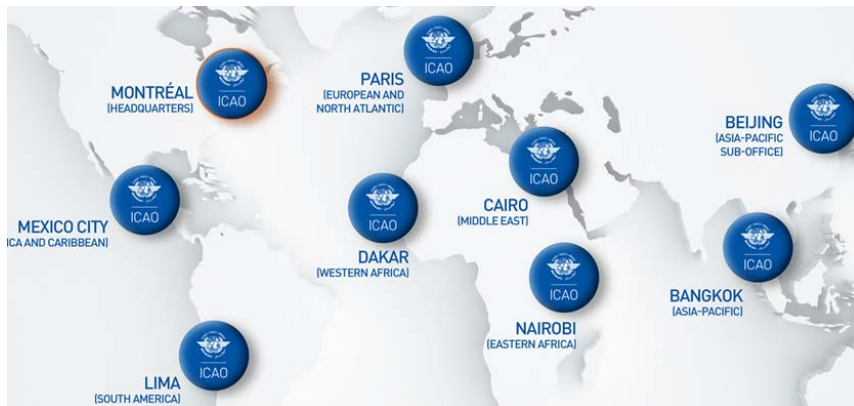 ICAO
MONTRÉAL
(HEADQUARTERS)
ICAO
PARIS
(EUROPEAN AND
NORTH ATLANTIC)
ICAO
BEIJING
(ASIA-PACIFIC
SUB-OFFICE)
ICAO
MEXICO CITY
ICA AND CARIBBEAN)
ICAO
DAKAR
(WESTERN AFRICA)
ICAO
CAIRO
(MIDDLE EAST)
ICAO
NAIROBI
(EASTERN AFRICA)
ICAO
BANGKOK
(ASIA-PACIFIC)
ICAO
LIMA
(SOUTH AMERICA)
ICAO